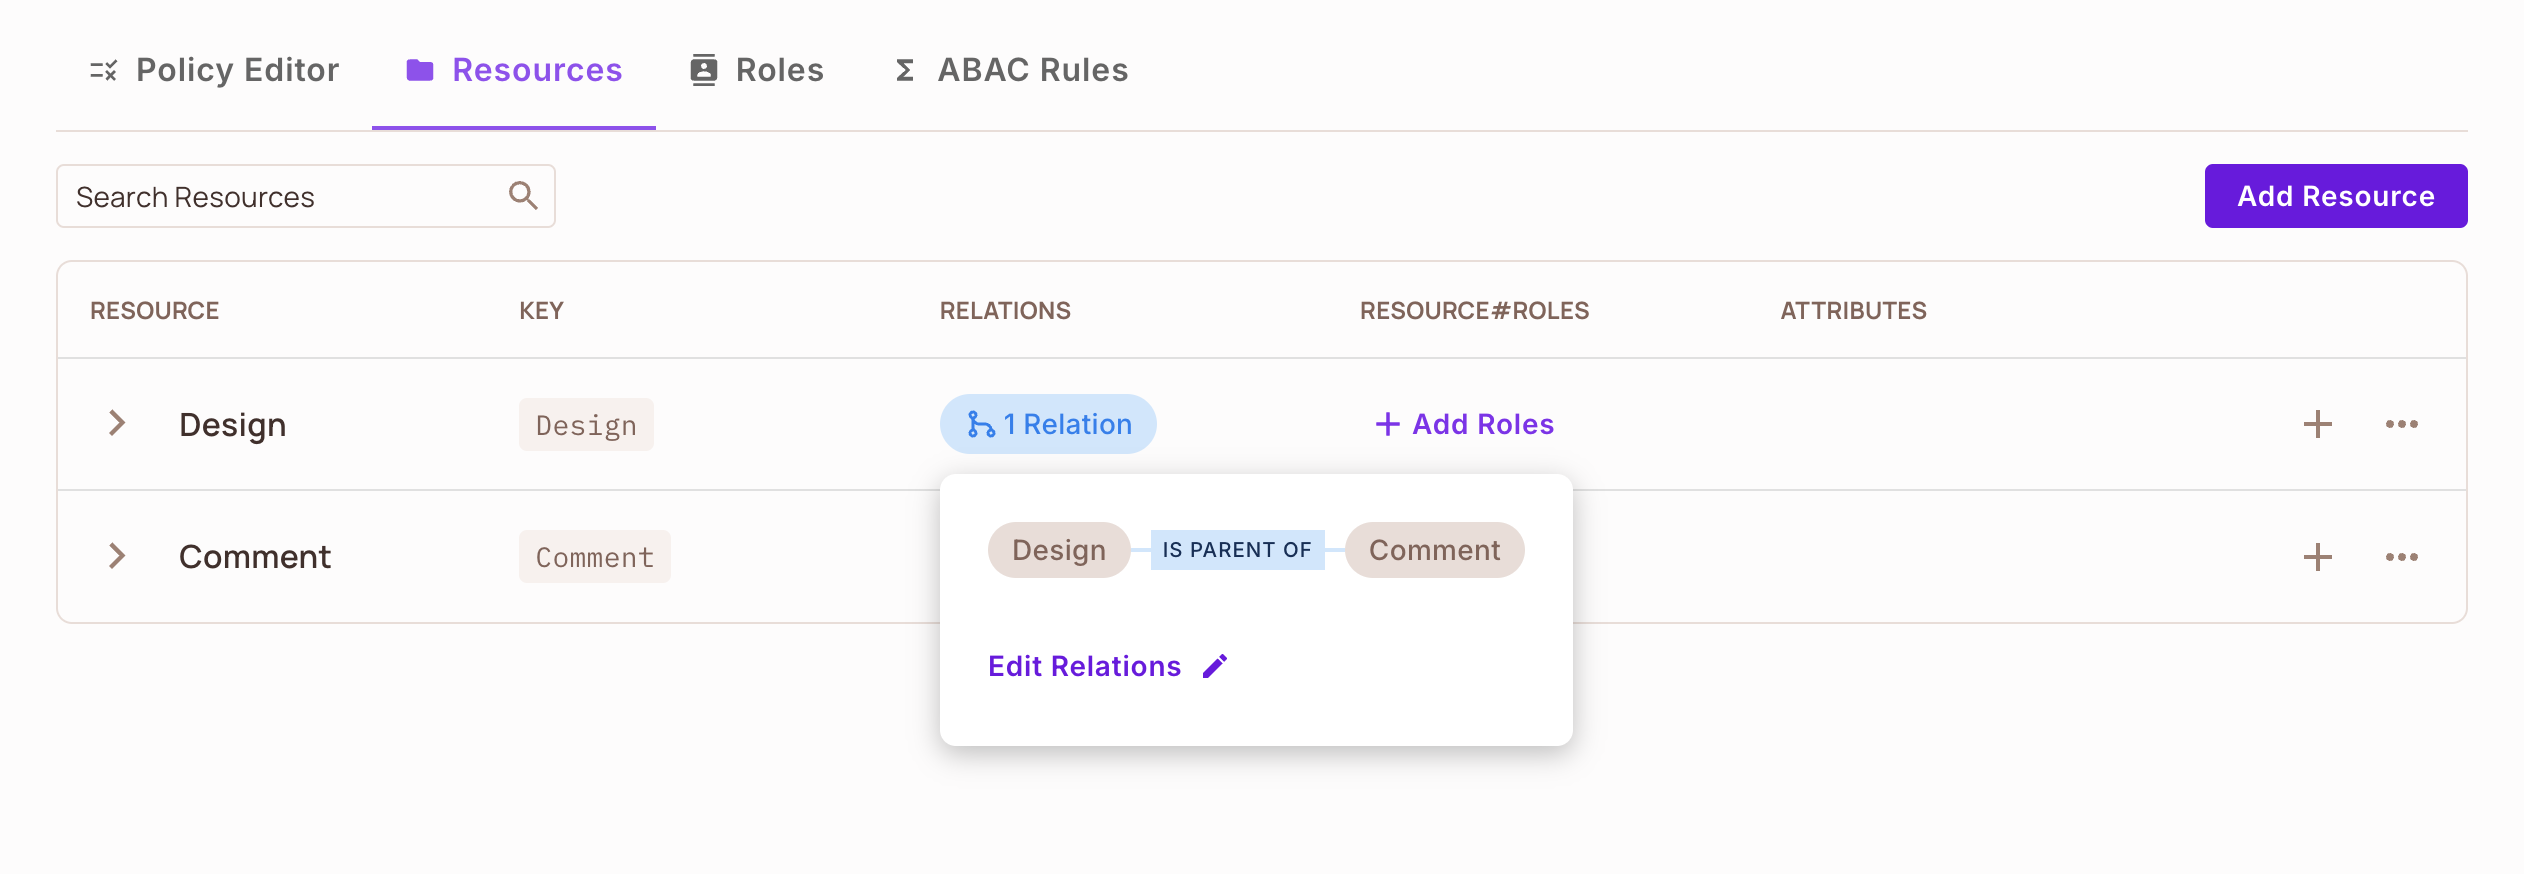 Policy Editor Resources Roles ABAC Rules
Search Resources Add Resource
RESOURCE KEY RELATIONS RESOURCE#ROLES ATTRIBUTES
Design Design 1 Relation + Add Roles
Comment Comment
Design IS PARENT OF Comment
Edit Relations